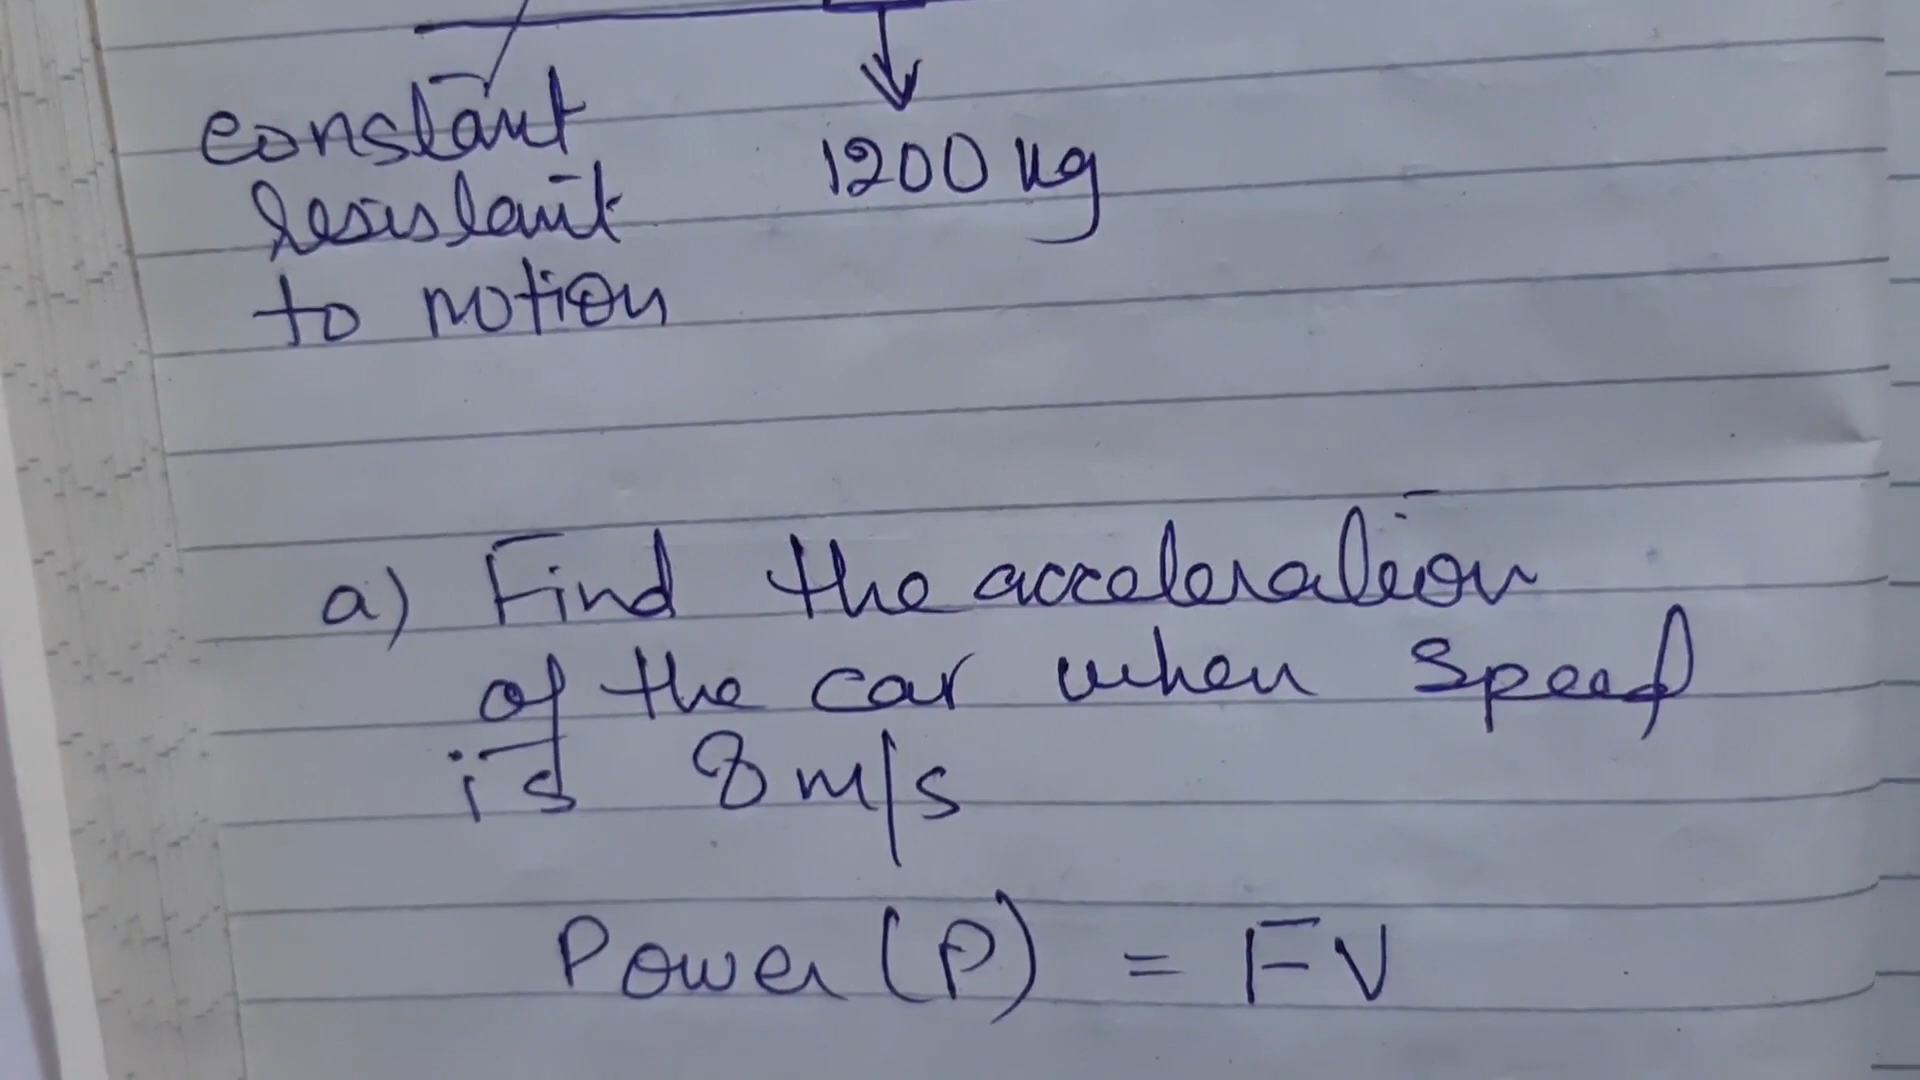 constant
resistant
to motion
1200 kg
a) Find the acceleration
of the car when speed
is 8 m/s
Power (P) = FV